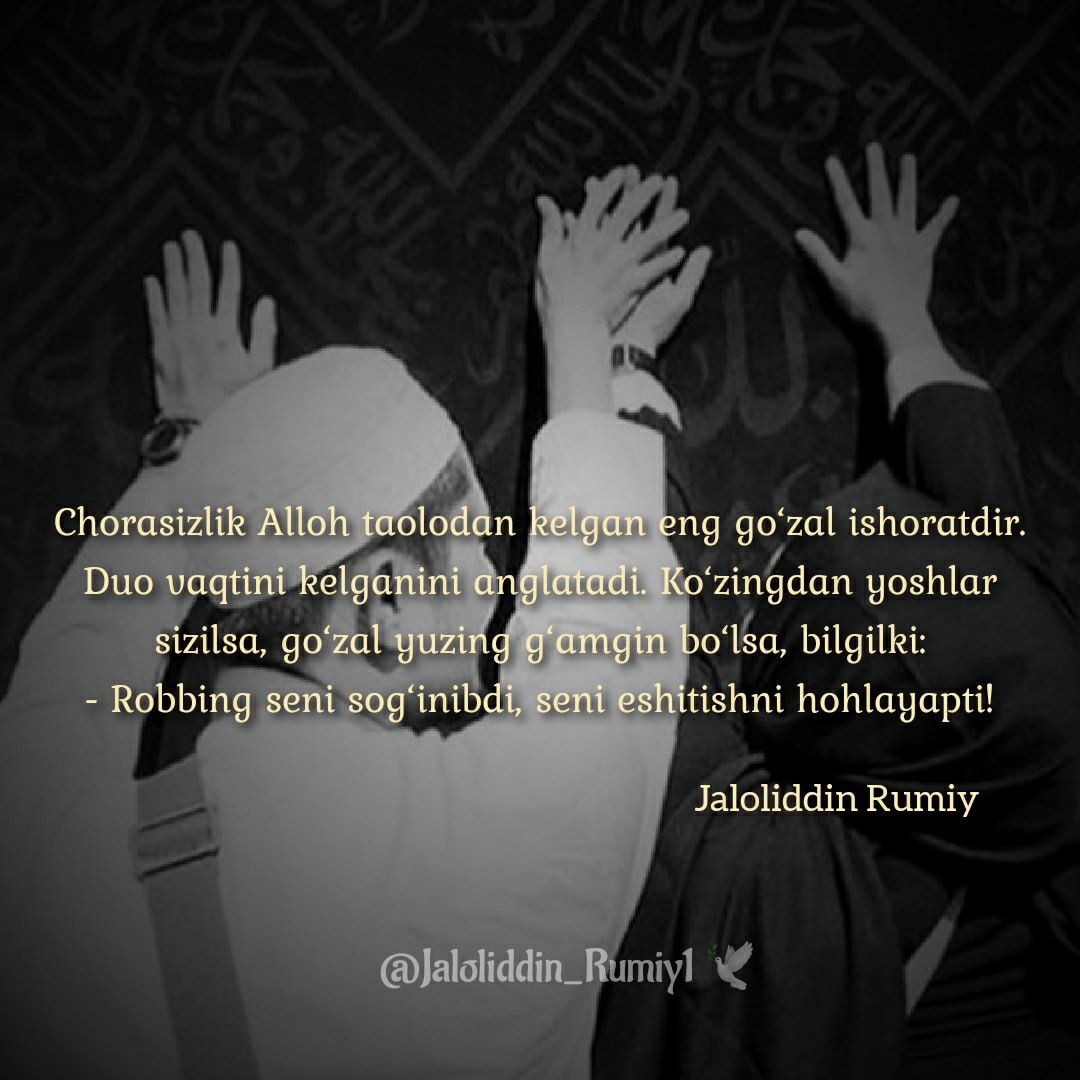 Chorasizlik Alloh taolodan kelgan eng go‘zal ishoratdir.
Duo vaqtini kelganini anglatadi. Ko‘zingdan yoshlar
sizilsa, go‘zal yuzing g‘amgin bo‘lsa, bilgilki:
- Robbing seni sog‘inibdi, seni eshitishni hohlayapti!
Jaloliddin Rumiy
@Jaloliddin_Rumiy1